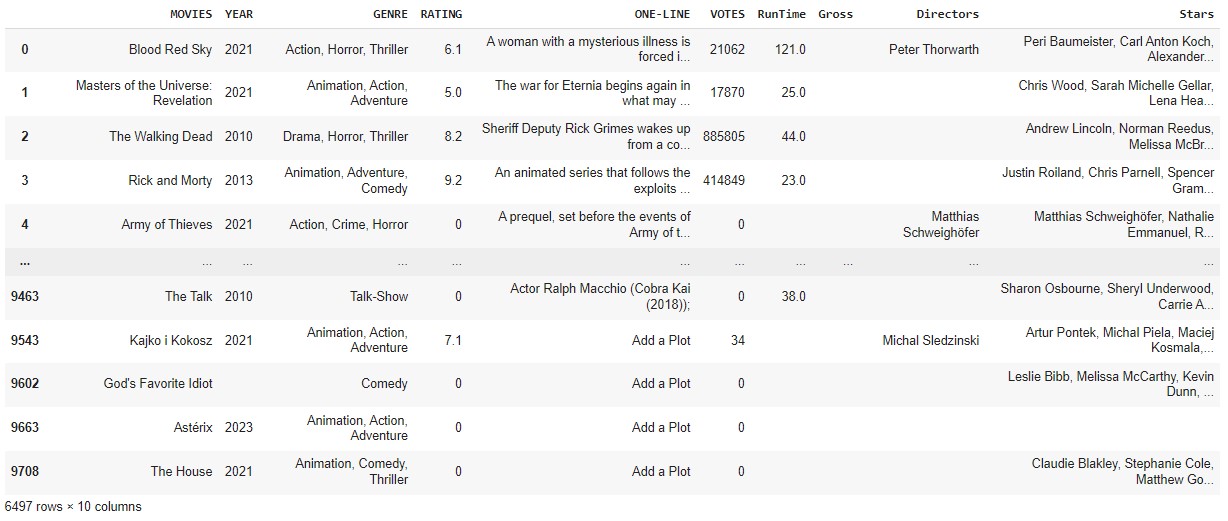 MOVIES YEAR GENRE RATING ONE-LINE VOTES RunTime Gross Directors Stars
0 Blood Red Sky 2021 Action, Horror, Thriller 6.1 A woman with a mysterious illness is forced i... 21062 121.0 Peter Thorwarth Peri Baumeister, Carl Anton Koch, Alexander...
1 Masters of the Universe: Revelation 2021 Animation, Action, Adventure 5.0 The war for Eternia begins again in what may ... 17870 25.0 Chris Wood, Sarah Michelle Gellar, Lena Hea...
2 The Walking Dead 2010 Drama, Horror, Thriller 8.2 Sheriff Deputy Rick Grimes wakes up from a co... 885805 44.0 Andrew Lincoln, Norman Reedus, Melissa McBr...
3 Rick and Morty 2013 Animation, Adventure, Comedy 9.2 An animated series that follows the exploits ... 414849 23.0 Justin Roiland, Chris Parnell, Spencer Gram...
4 Army of Thieves 2021 Action, Crime, Horror 0 A prequel, set before the events of Army of t... 0 Matthias Schweighöfer Matthias Schweighöfer, Nathalie Emmanuel, R...
... ... ... ... ... ... ... ... ... ... ...
9463 The Talk 2010 Talk-Show 0 Actor Ralph Macchio (Cobra Kai (2018)); 0 38.0 Sharon Osbourne, Sheryl Underwood, Carrie A...
9543 Kajko i Kokosz 2021 Animation, Action, Adventure 7.1 Add a Plot 34 Michal Sledzinski Artur Pontek, Michal Piela, Maciej Kosmala,...
9602 God's Favorite Idiot Comedy 0 Add a Plot 0 Leslie Bibb, Melissa McCarthy, Kevin Dunn, ...
9663 Astérix 2023 Animation, Action, Adventure 0 Add a Plot 0
9708 The House 2021 Animation, Comedy, Thriller 0 Add a Plot 0 Claudie Blakley, Stephanie Cole, Matthew Go...
6497 rows × 10 columns